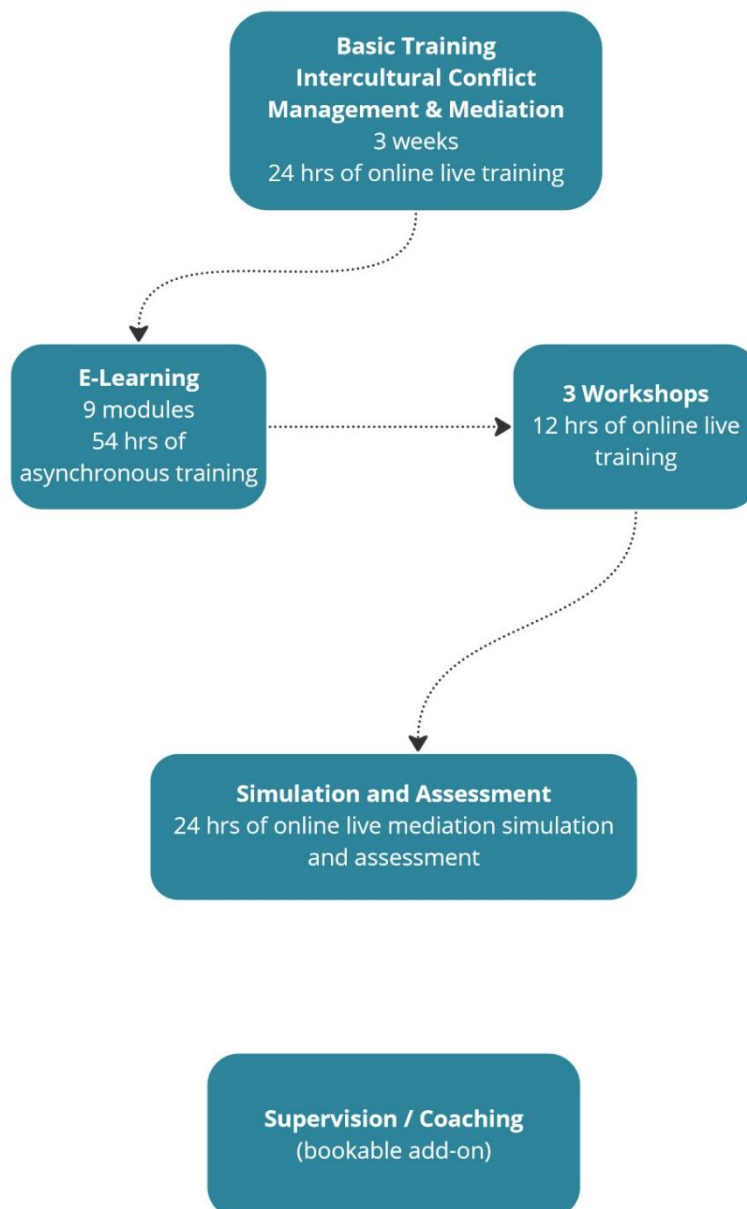 Basic Training
Intercultural Conflict
Management & Mediation
3 weeks
24 hrs of online live training
E-Learning
9 modules
54 hrs of
asynchronous training
3 Workshops
12 hrs of online live
training
Simulation and Assessment
24 hrs of online live mediation simulation
and assessment
Supervision / Coaching
(bookable add-on)